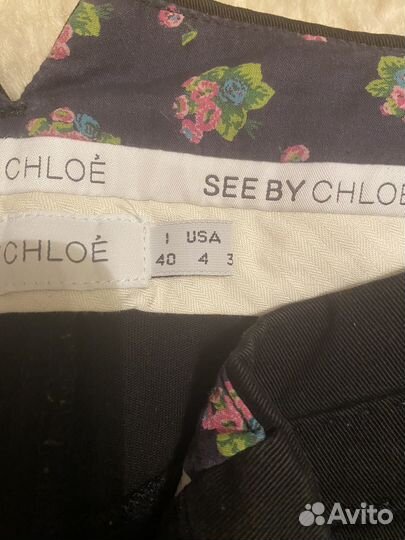 CHLOÉ SEE BY CHLOÉ
CHLOÉ
I USA
40 4 3
Avito